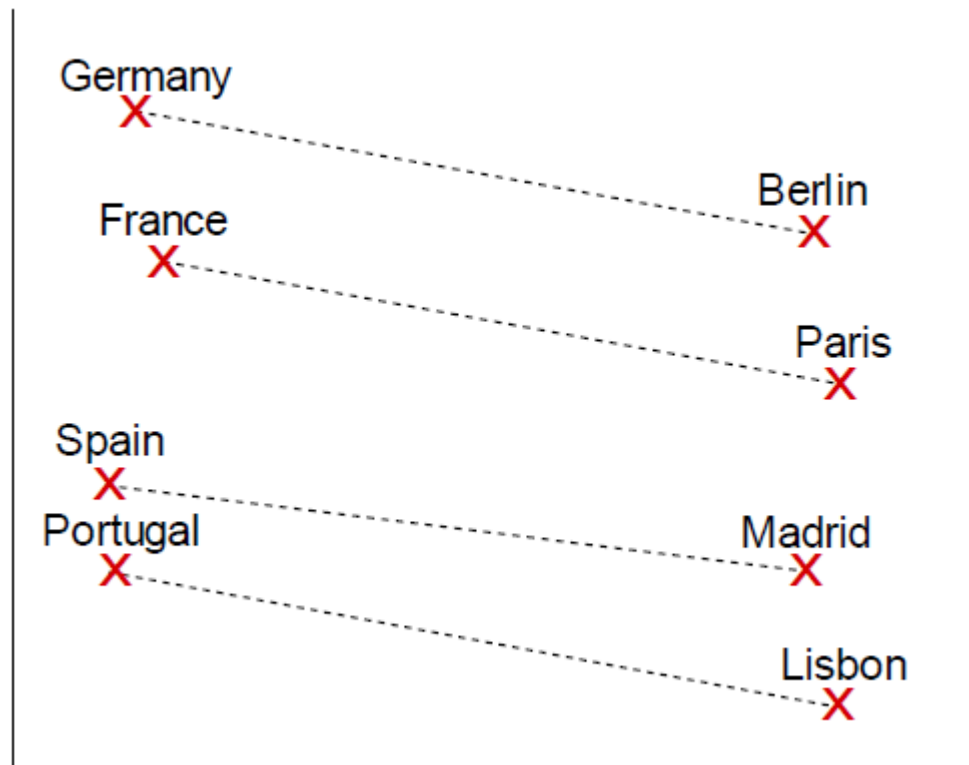 Germany
Berlin
France
Paris
Spain
Madrid
Portugal
Lisbon